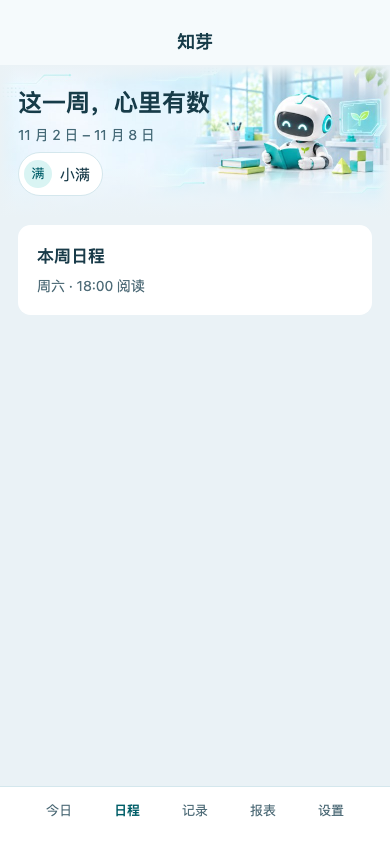 知芽
这一周，心里有数
11 月 2 日 – 11 月 8 日
满 小满
本周日程
周六 · 18:00 阅读
今日 日程 记录 报表 设置